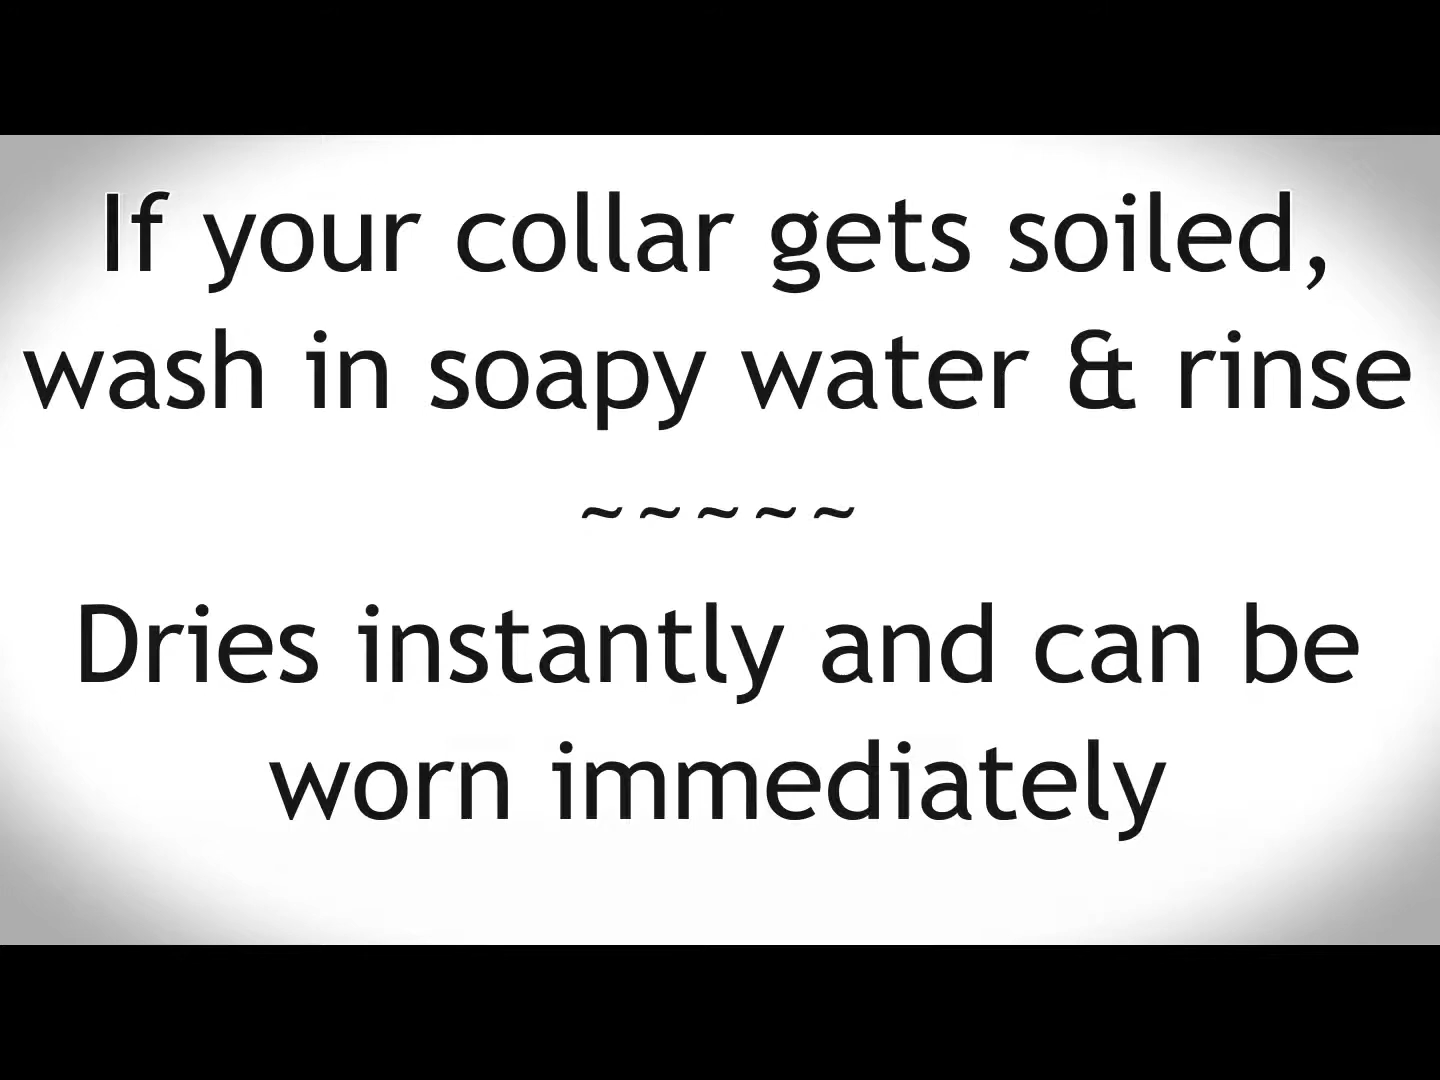 If your collar gets soiled,
wash in soapy water & rinse
~~~~~
Dries instantly and can be
worn immediately